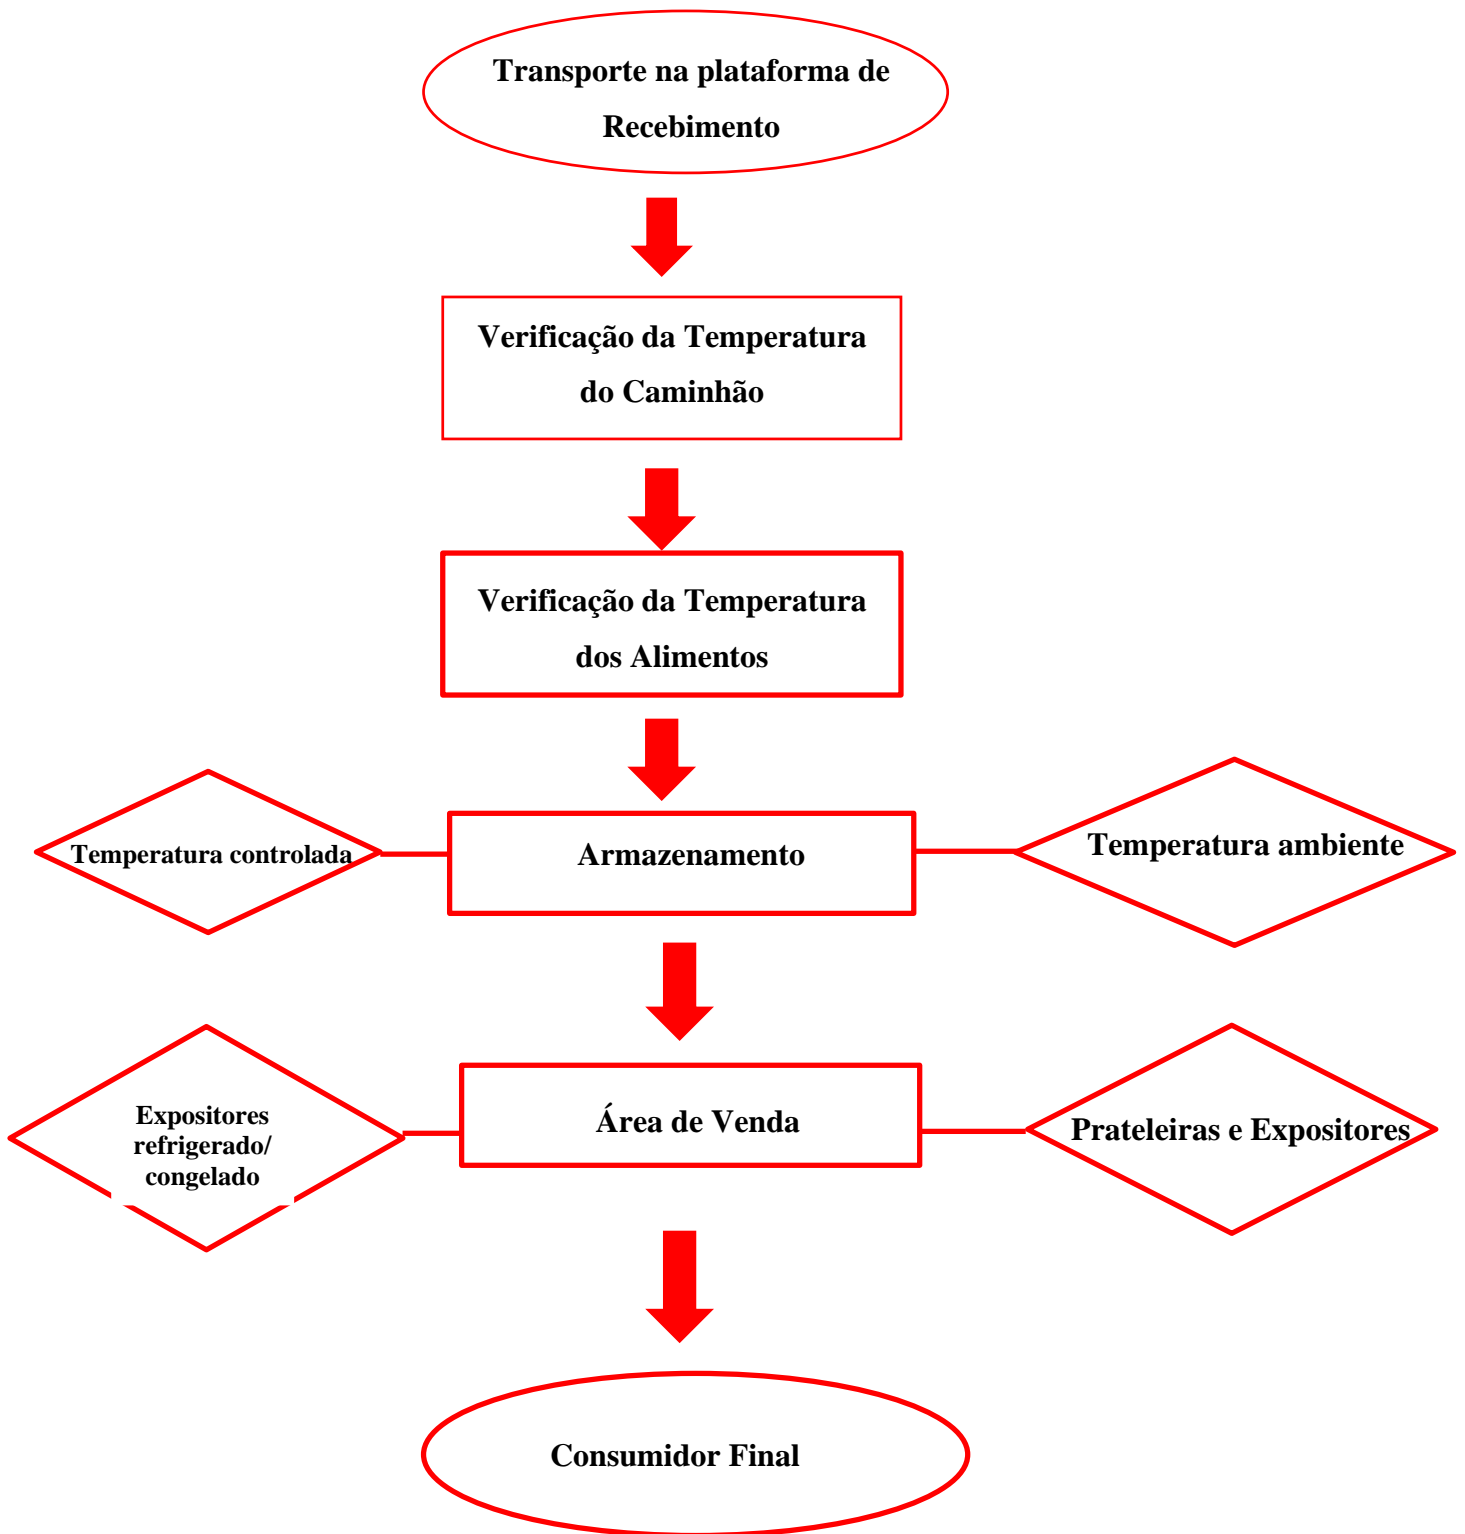 Transporte na plataforma de
Recebimento
Verificação da Temperatura
do Caminhão
Verificação da Temperatura
dos Alimentos
Temperatura controlada
Armazenamento
Temperatura ambiente
Expositores
refrigerado/
congelado
Área de Venda
Prateleiras e Expositores
Consumidor Final